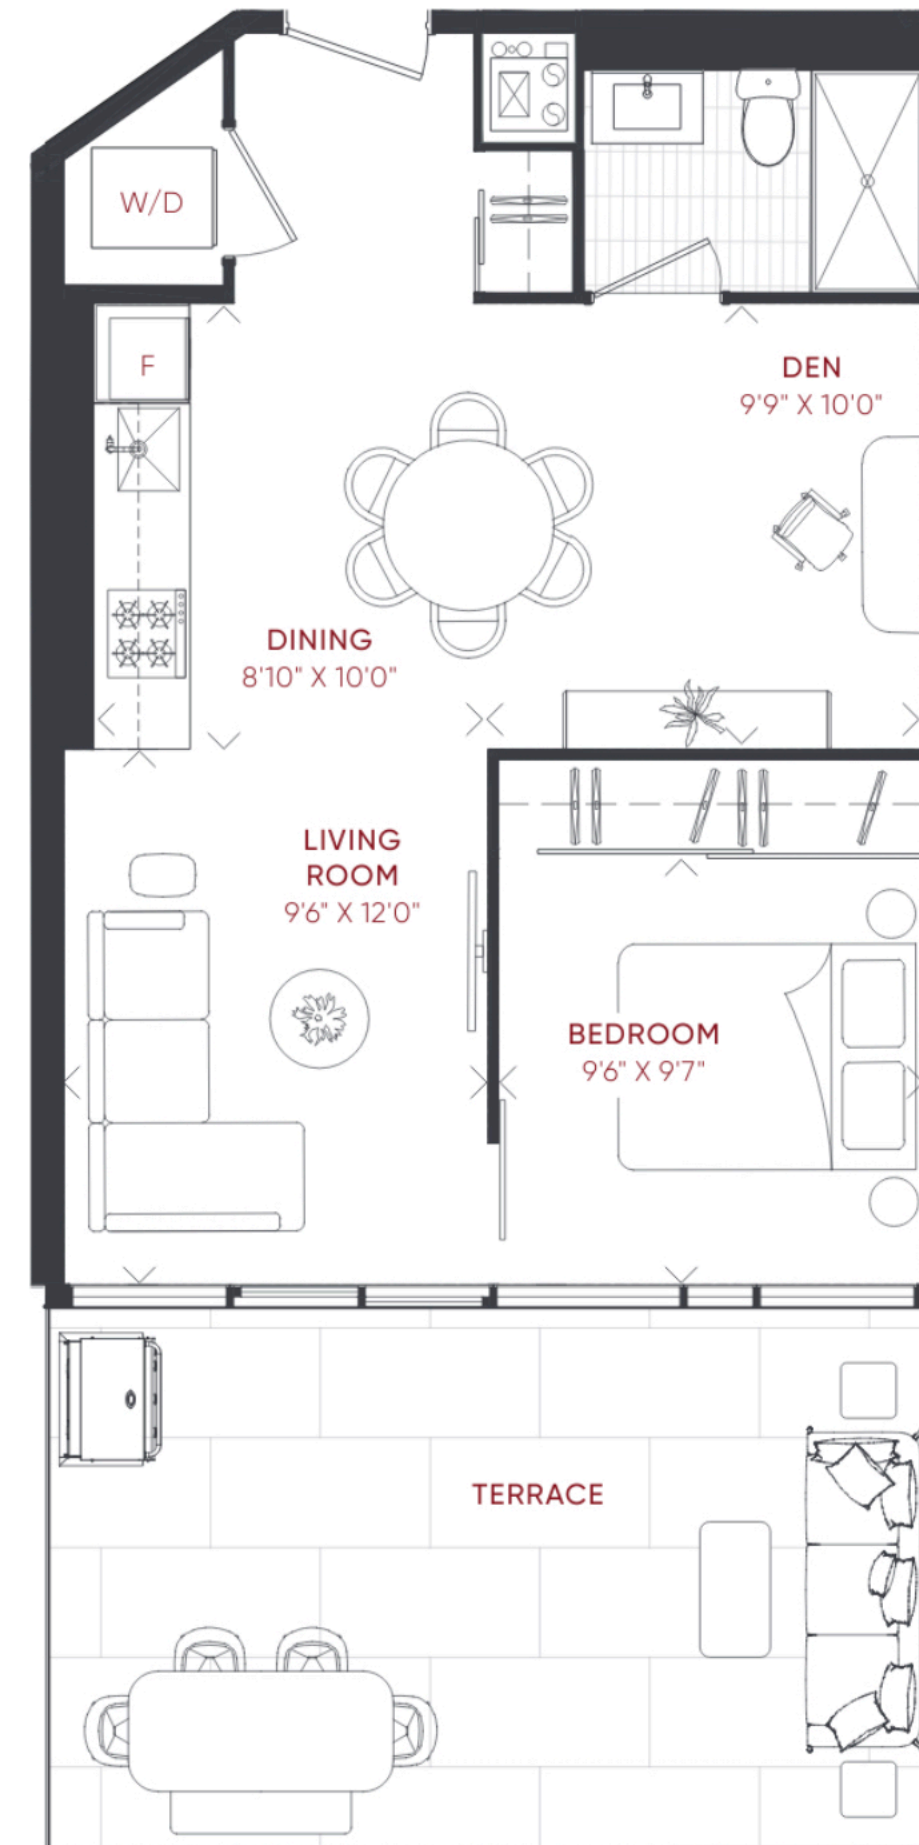 W/D
F
DEN
9'9" X 10'0"
DINING
8'10" X 10'0"
LIVING
ROOM
9'6" X 12'0"
BEDROOM
9'6" X 9'7"
TERRACE